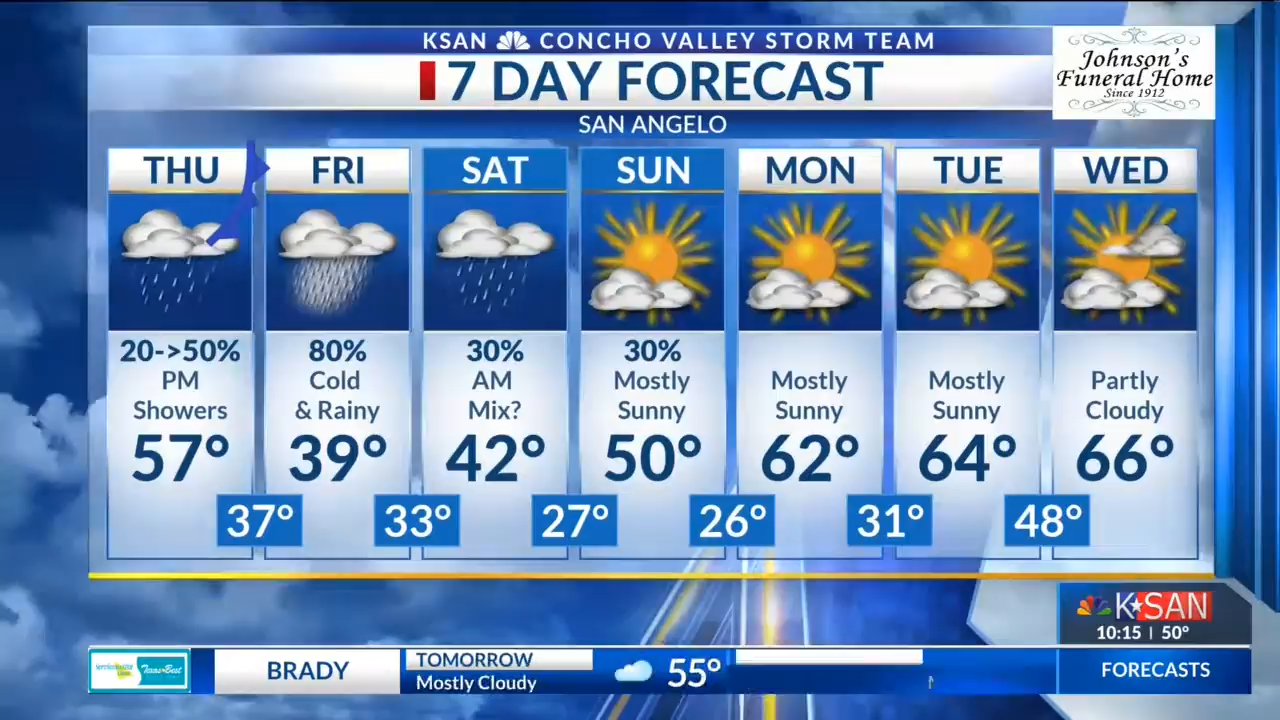 KSAN CONCHO VALLEY STORM TEAM
7 DAY FORECAST
SAN ANGELO
Johnson's
Funeral Home
Since 1912
THU FRI SAT SUN MON TUE WED
20->50% 80% 30% 30%
PM Cold AM Mostly Mostly Mostly Partly
Showers & Rainy Mix? Sunny Sunny Sunny Cloudy
57° 39° 42° 50° 62° 64° 66°
37° 33° 27° 26° 31° 48°
KSAN
10:15 | 50°
Texas Best
BRADY
TOMORROW
Mostly Cloudy
55°
FORECASTS